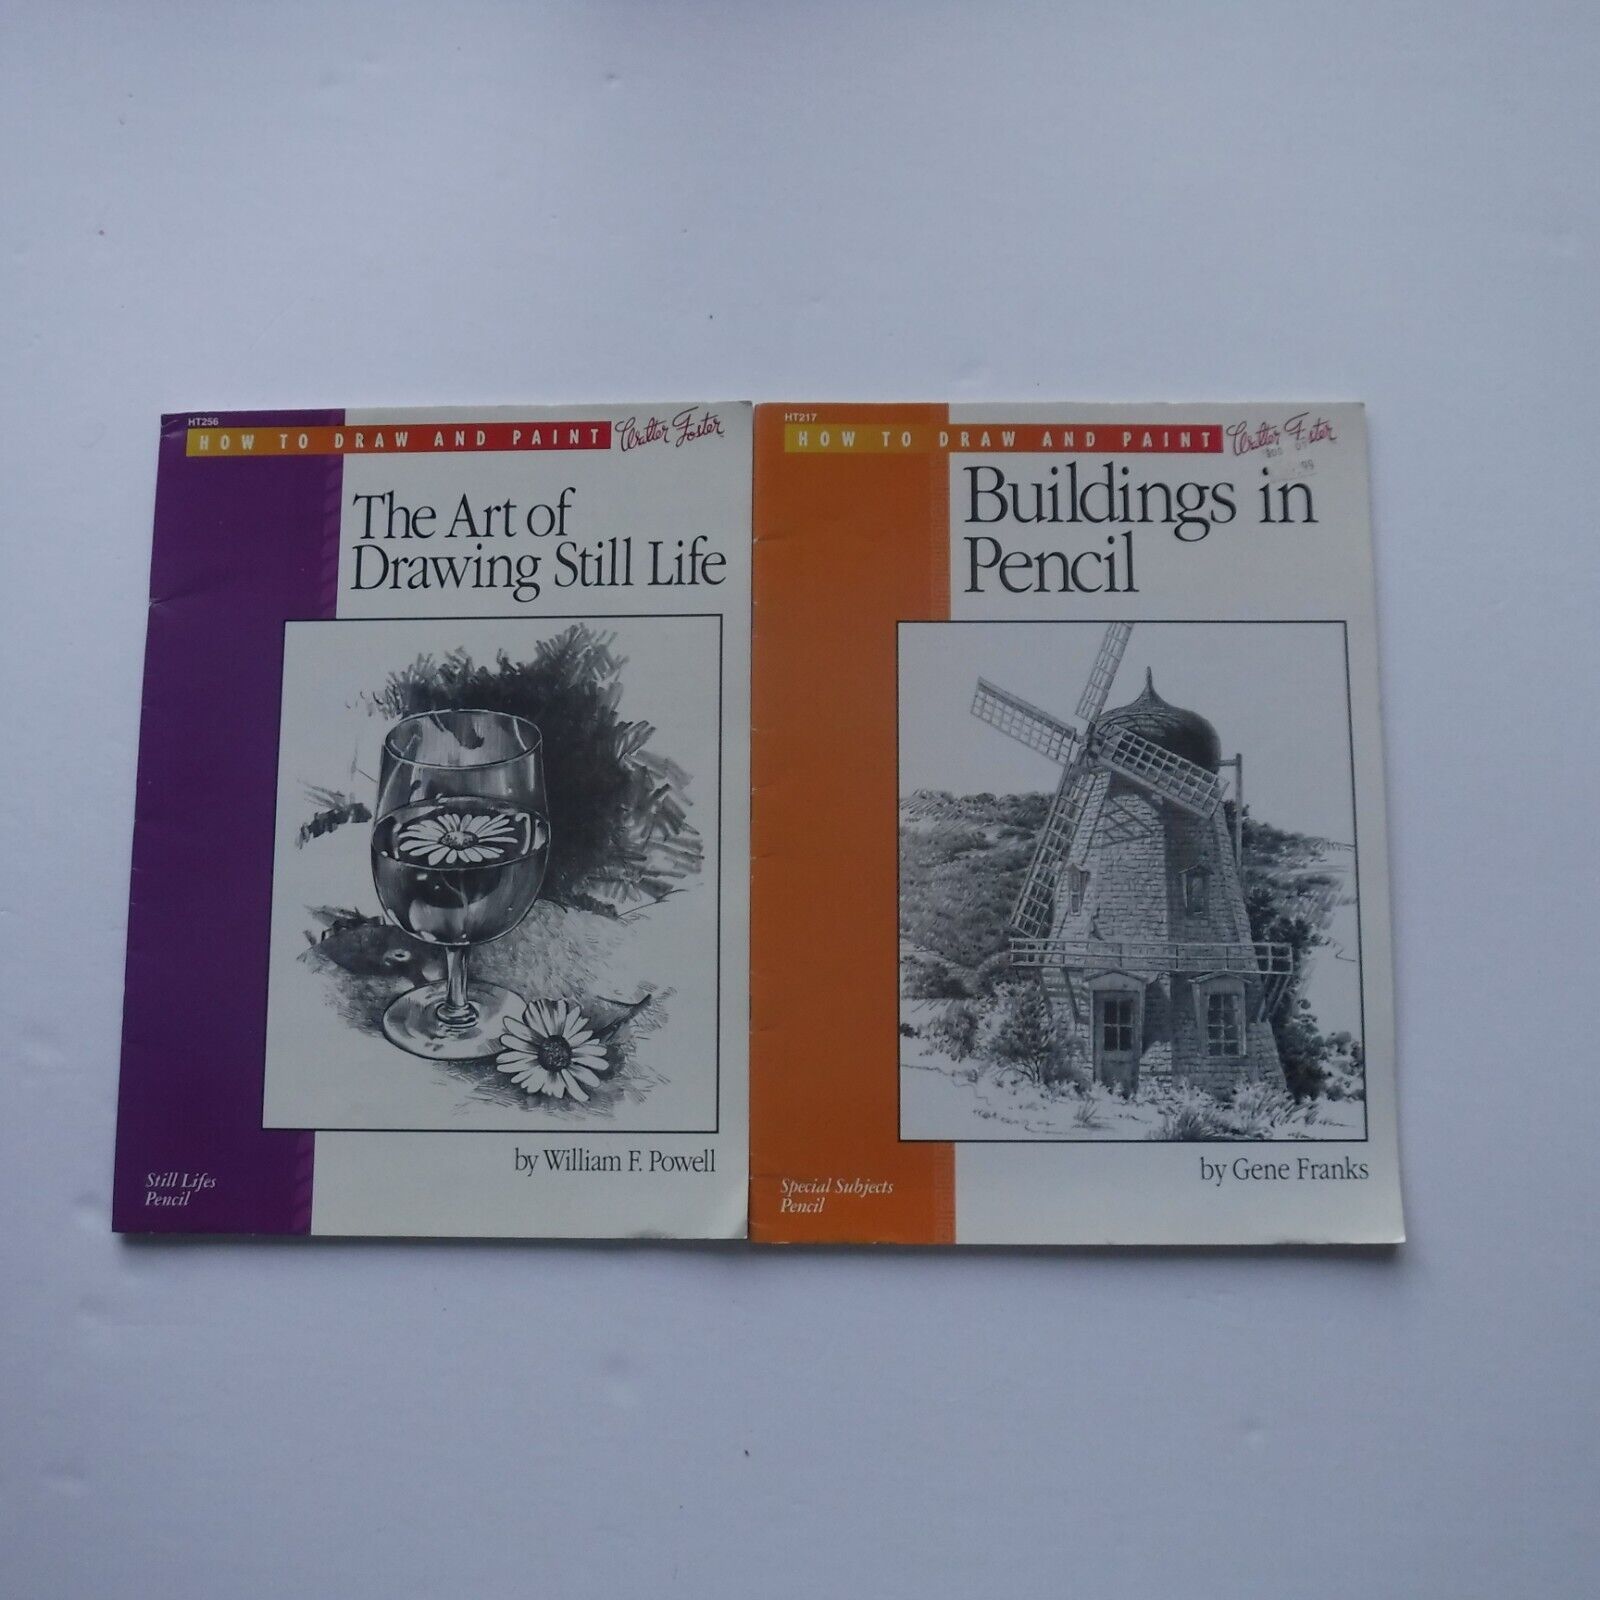 HT256
HOW TO DRAW AND PAINT Walter Foster
The Art of
Drawing Still Life
by William F. Powell
Still Lifes
Pencil
HT217
HOW TO DRAW AND PAINT Walter Foster
99
Buildings in
Pencil
by Gene Franks
Special Subjects
Pencil